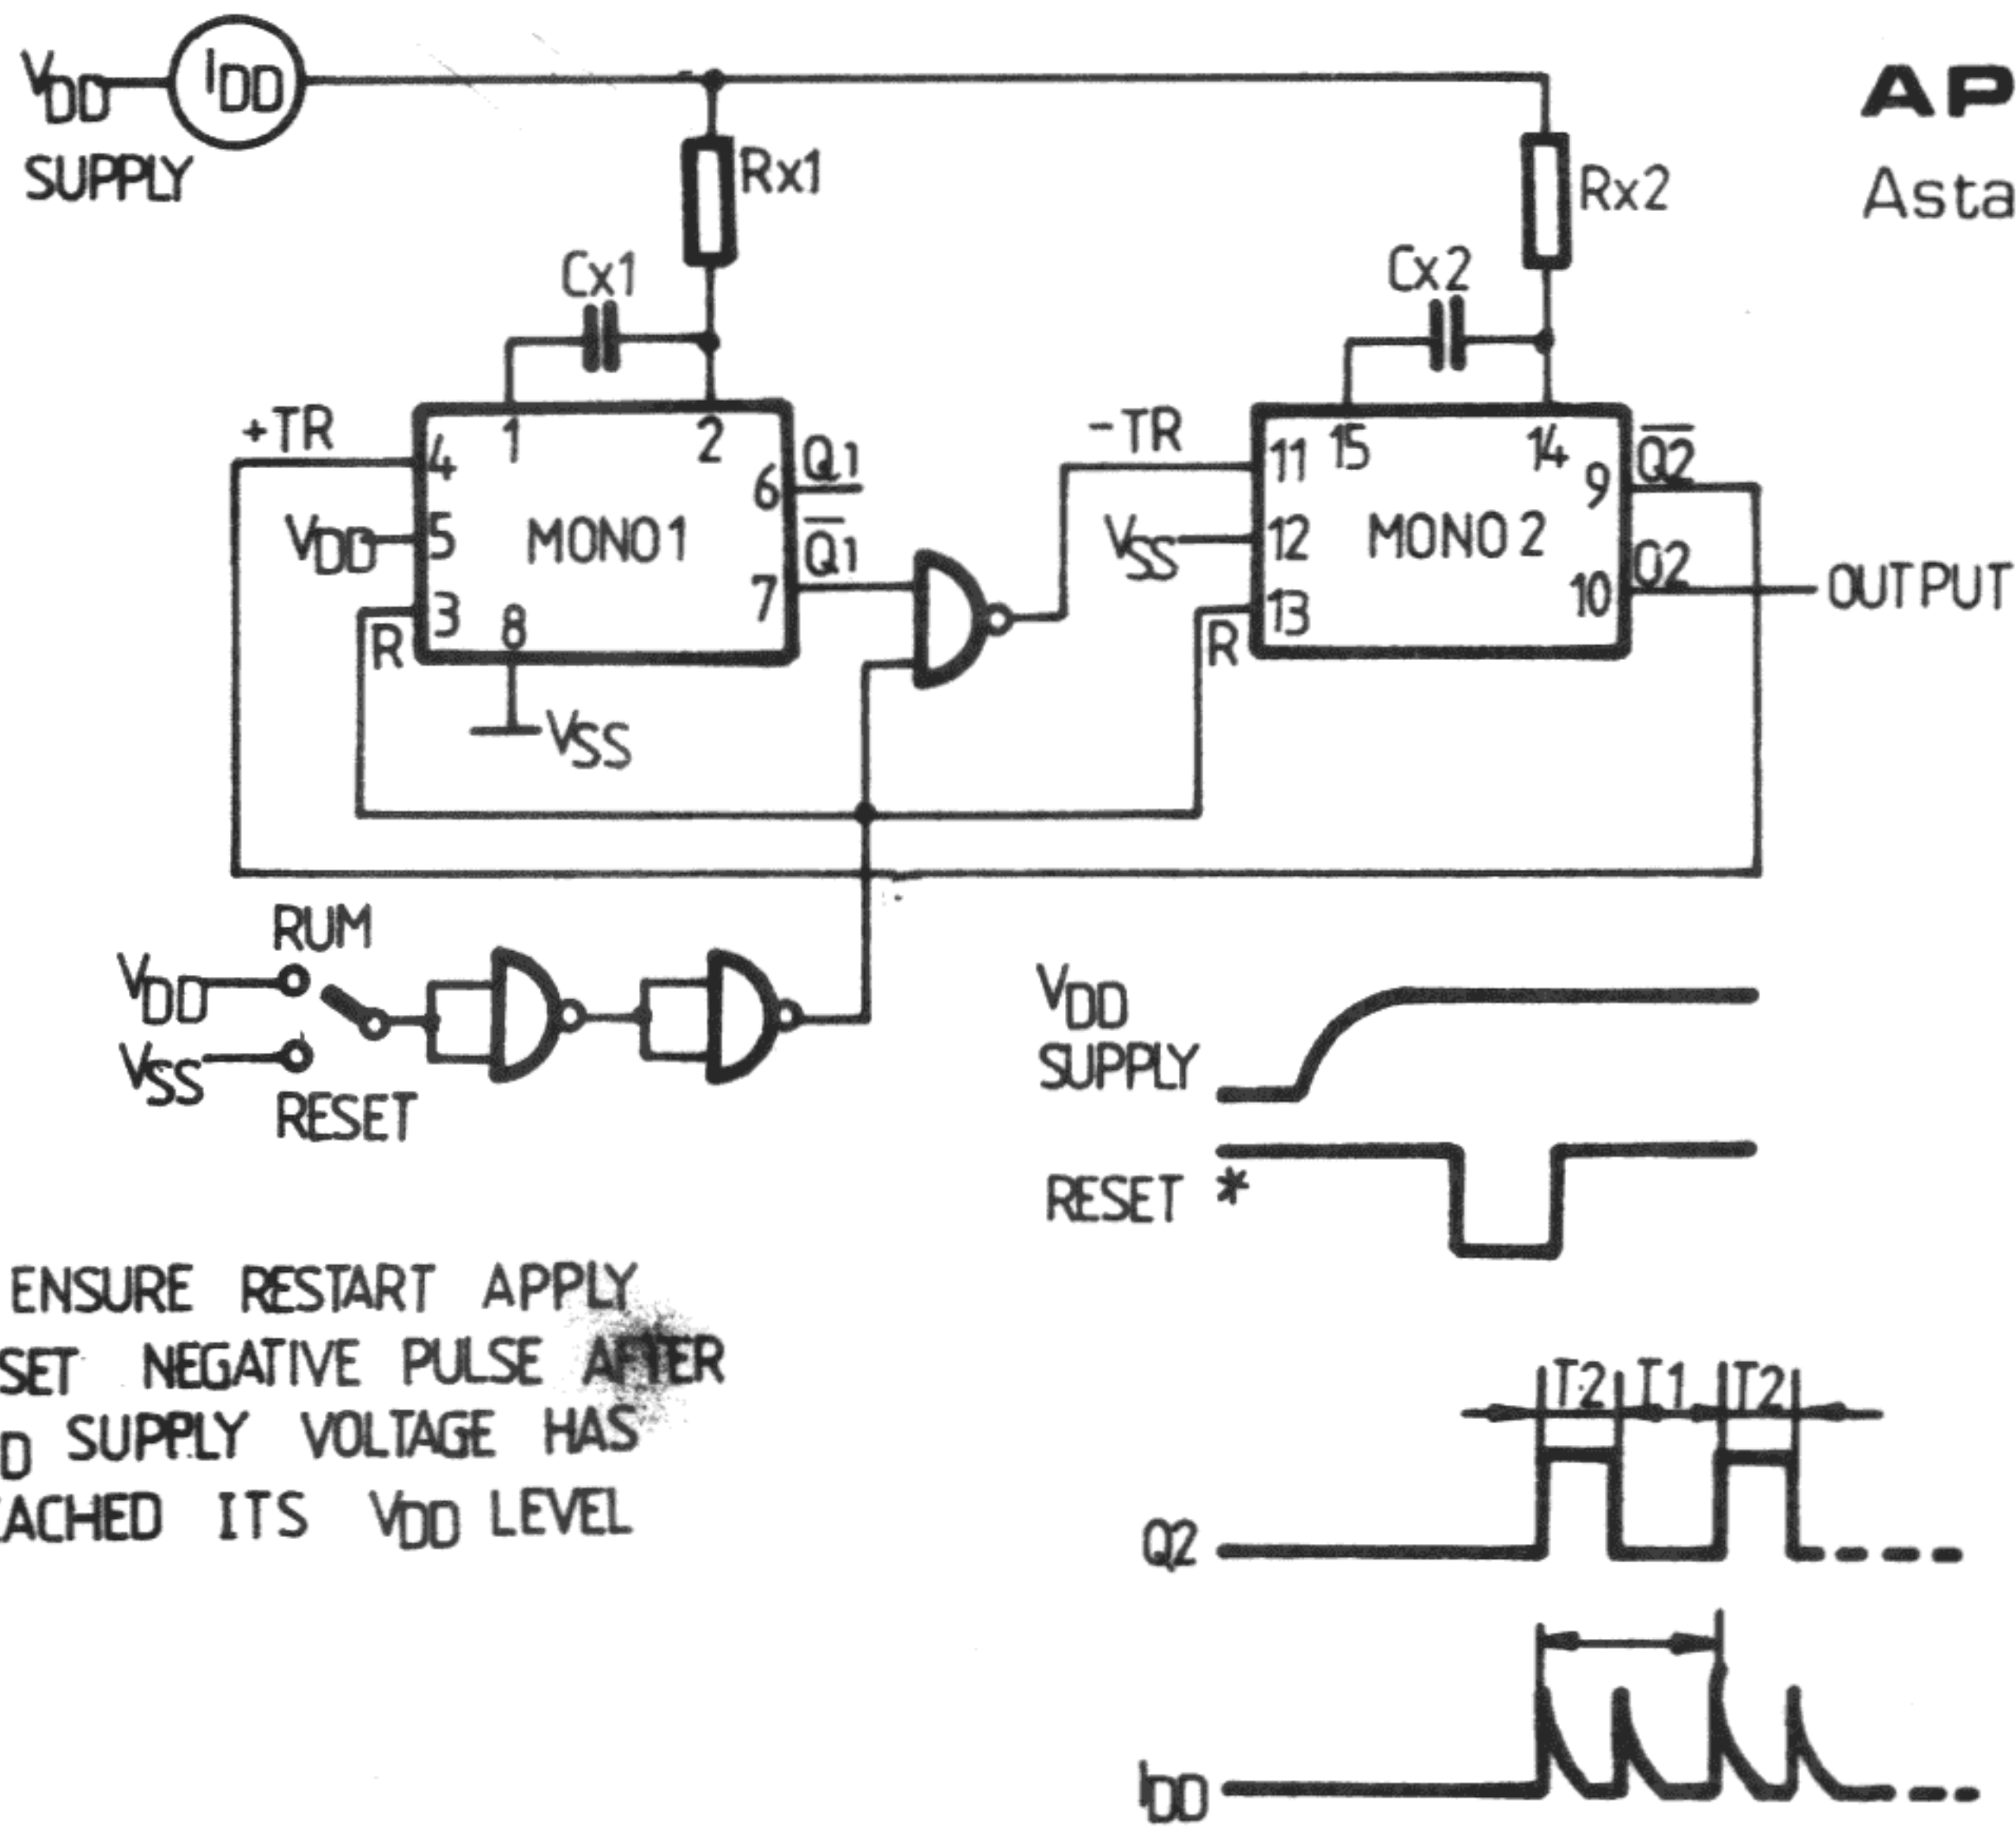 VDD
SUPPLY
IDD
Rx1
Cx1
Rx2
Cx2
AP
Asta
+TR
4
1
2
Q1
6
VDD
5
MONO1
Q̅1
7
3
R
8
VSS
-TR
11
15
14
Q̅2
9
VSS
12
MONO 2
Q2
10
OUTPUT
13
R
RUM
VDD
VSS
RESET
VDD
SUPPLY
RESET *
ENSURE RESTART APPLY
SET NEGATIVE PULSE AFTER
D SUPPLY VOLTAGE HAS
ACHED ITS VDD LEVEL
T2 T1 T2
Q2
IDD